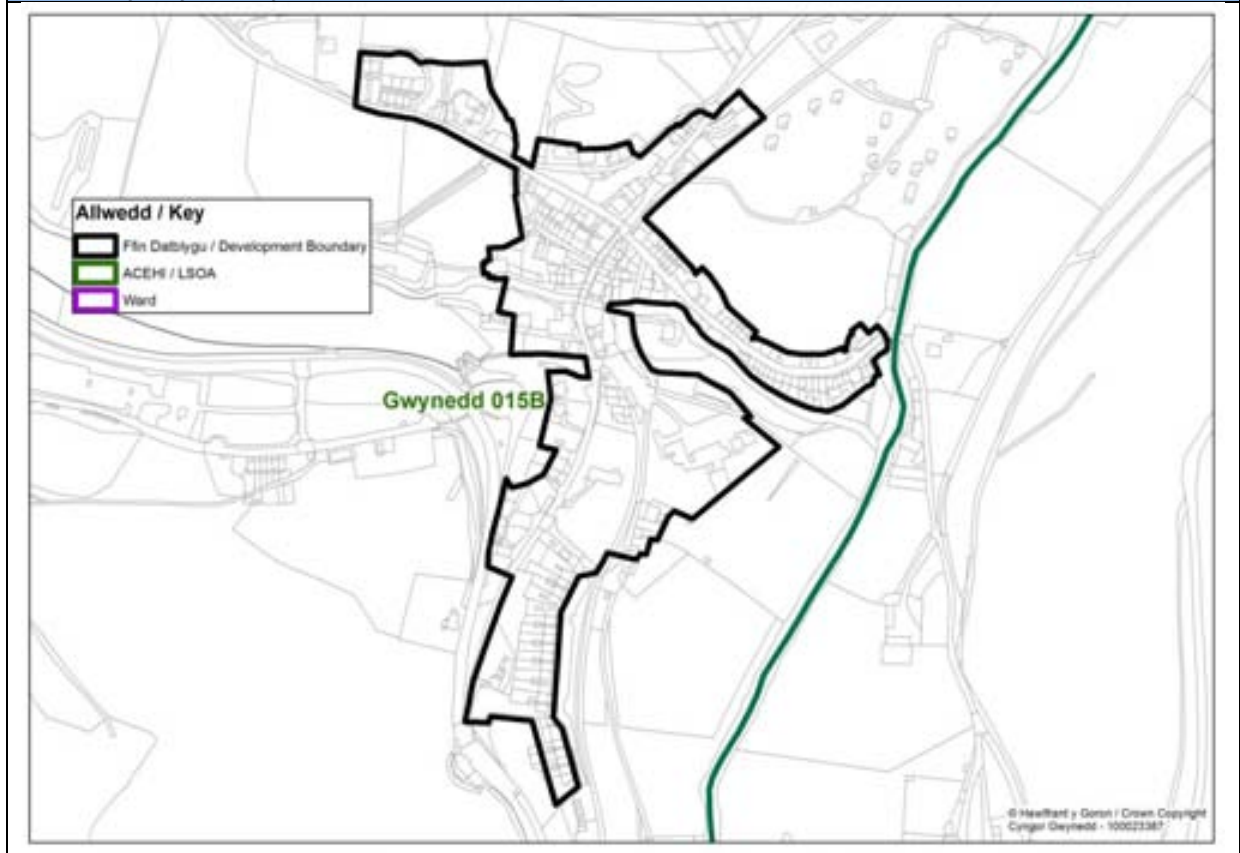 Allwedd / Key
Ffin Datblygu / Development Boundary
ACEHI / LSOA
Ward
Gwynedd 015B
© Hawlfraint y Goron / Crown Copyright
Cyngor Gwynedd - 100023387